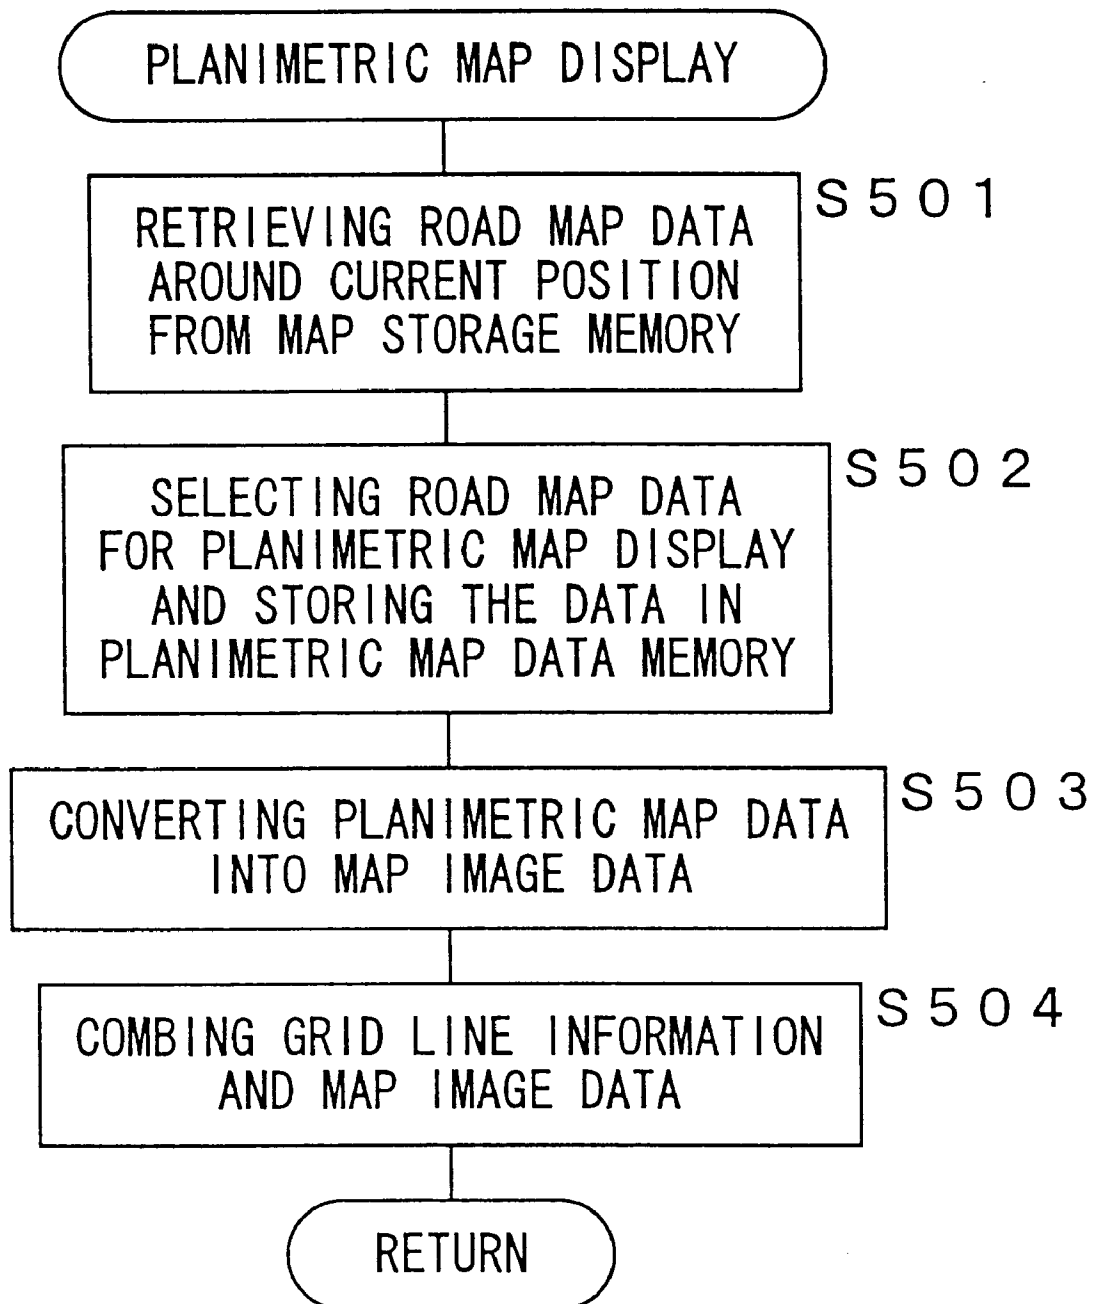 PLANIMETRIC MAP DISPLAY
S501
RETRIEVING ROAD MAP DATA
AROUND CURRENT POSITION
FROM MAP STORAGE MEMORY
S502
SELECTING ROAD MAP DATA
FOR PLANIMETRIC MAP DISPLAY
AND STORING THE DATA IN
PLANIMETRIC MAP DATA MEMORY
S503
CONVERTING PLANIMETRIC MAP DATA
INTO MAP IMAGE DATA
S504
COMBING GRID LINE INFORMATION
AND MAP IMAGE DATA
RETURN